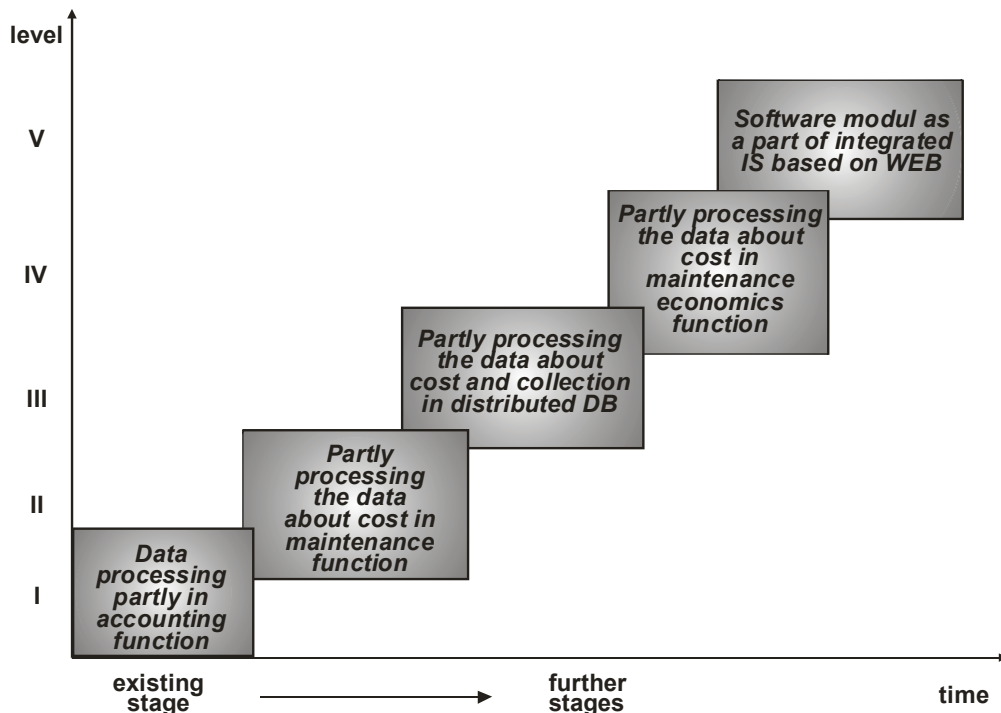 level
V
Software modul as
a part of integrated
IS based on WEB
IV
Partly processing
the data about
cost in
maintenance
economics
function
III
Partly processing
the data about
cost and collection
in distributed DB
II
Partly
processing
the data
about cost in
maintenance
function
I
Data
processing
partly in
accounting
function
existing
stage
further
stages
time